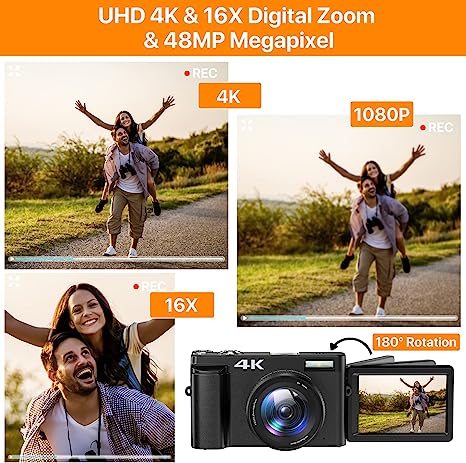 UHD 4K & 16X Digital Zoom
& 48MP Megapixel
REC
4K
1080P
REC
REC
16X
180° Rotation
4K